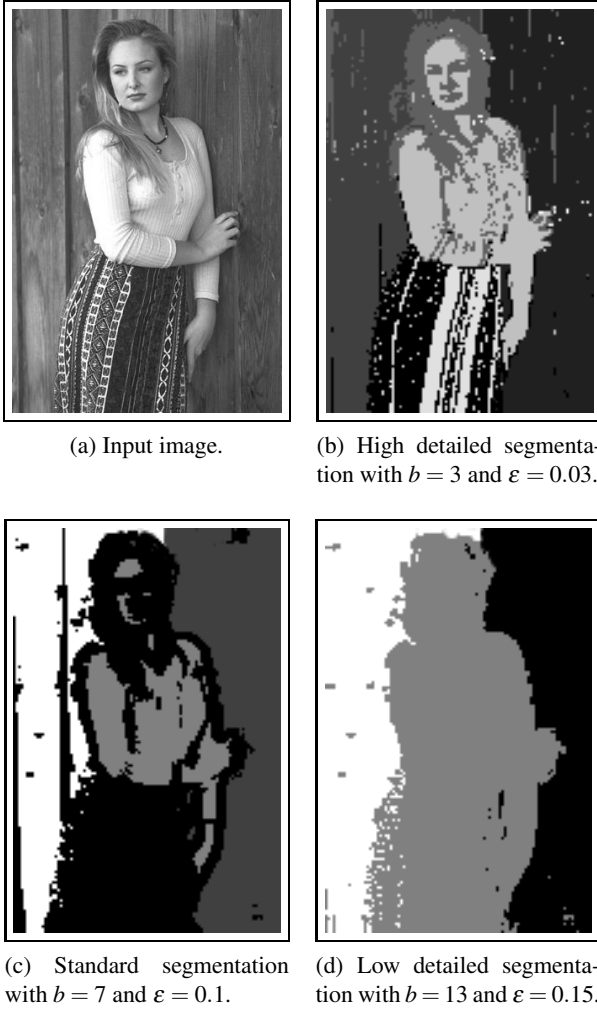 (a) Input image.
(b) High detailed segmenta-
tion with b = 3 and ε = 0.03.
(c) Standard segmentation
with b = 7 and ε = 0.1.
(d) Low detailed segmenta-
tion with b = 13 and ε = 0.15.